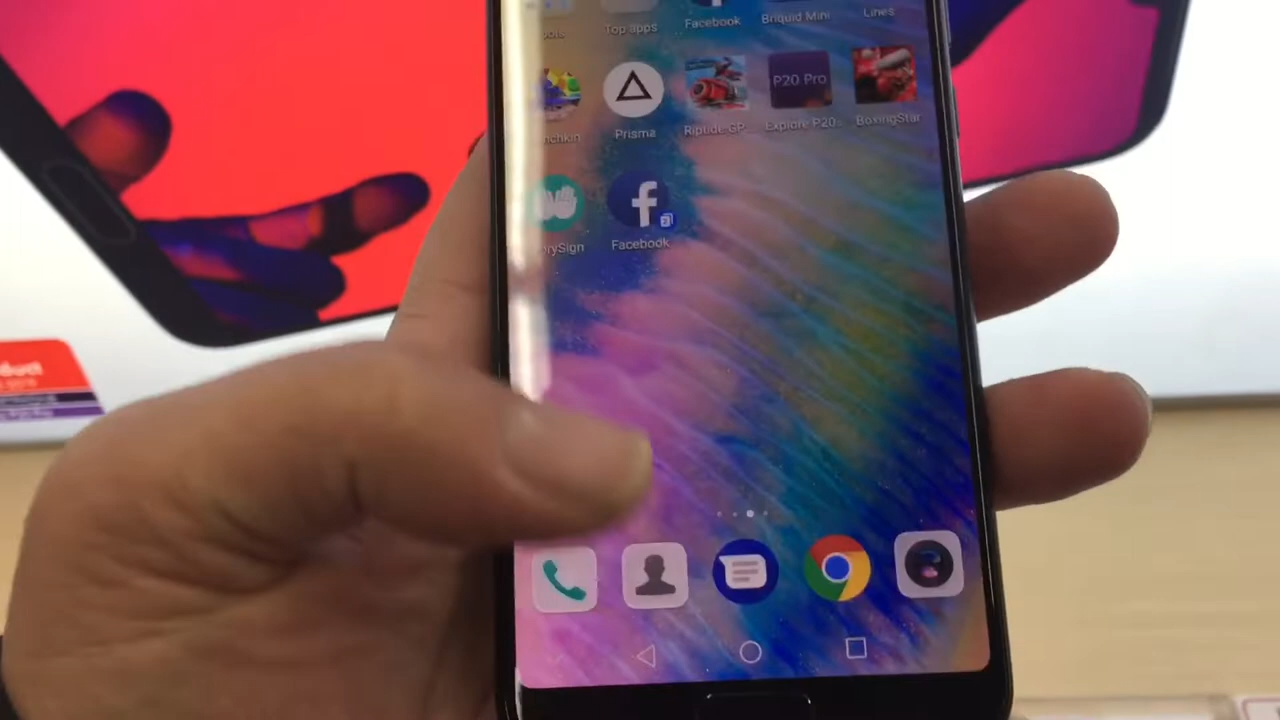 Top apps
Facebook
Briquid Mini
Lines
Prisma
P20 Pro
Riptide GP
Explore P20..
BoxingStar
Facebook